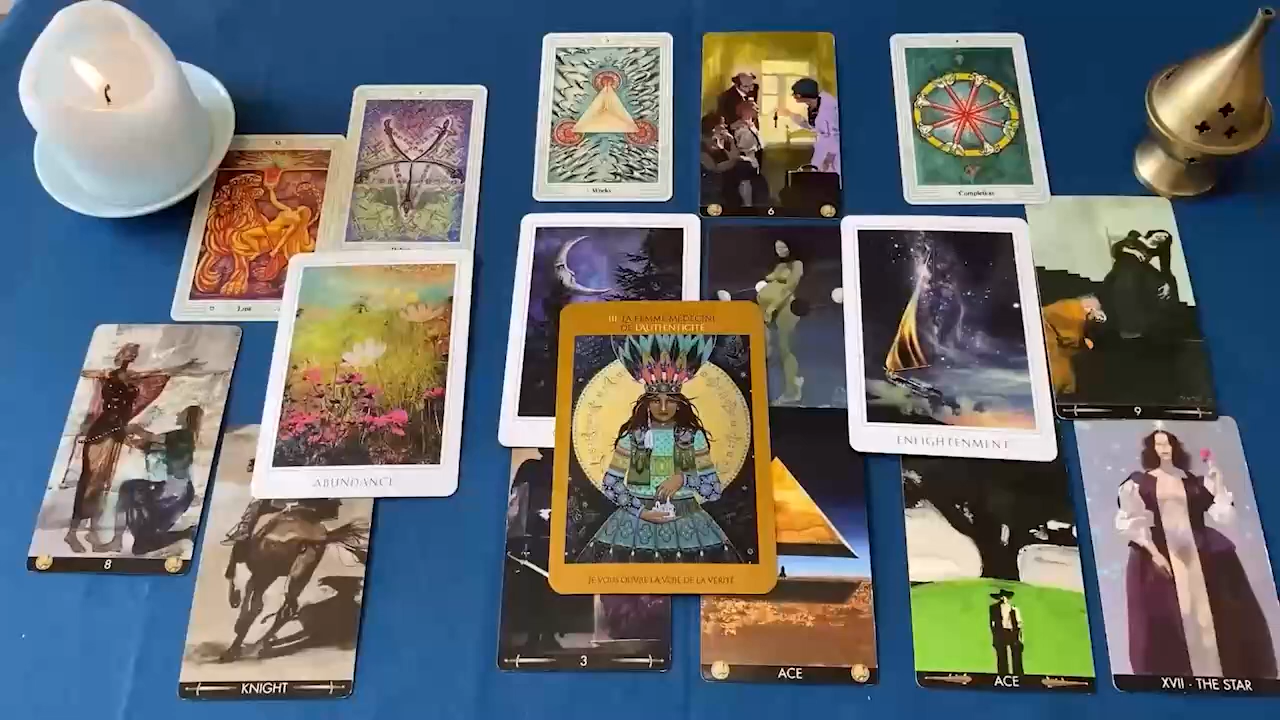 Works
6
Completion
Lust
III. LA FEMME-MÉDECINE
DE L'AUTHENTICITÉ
9
ENLIGHTENMENT
ABUNDANCE
8
JE VOUS OUVRE LA VOIE DE LA VÉRITÉ
3
ACE
ACE
KNIGHT
XVII - THE STAR